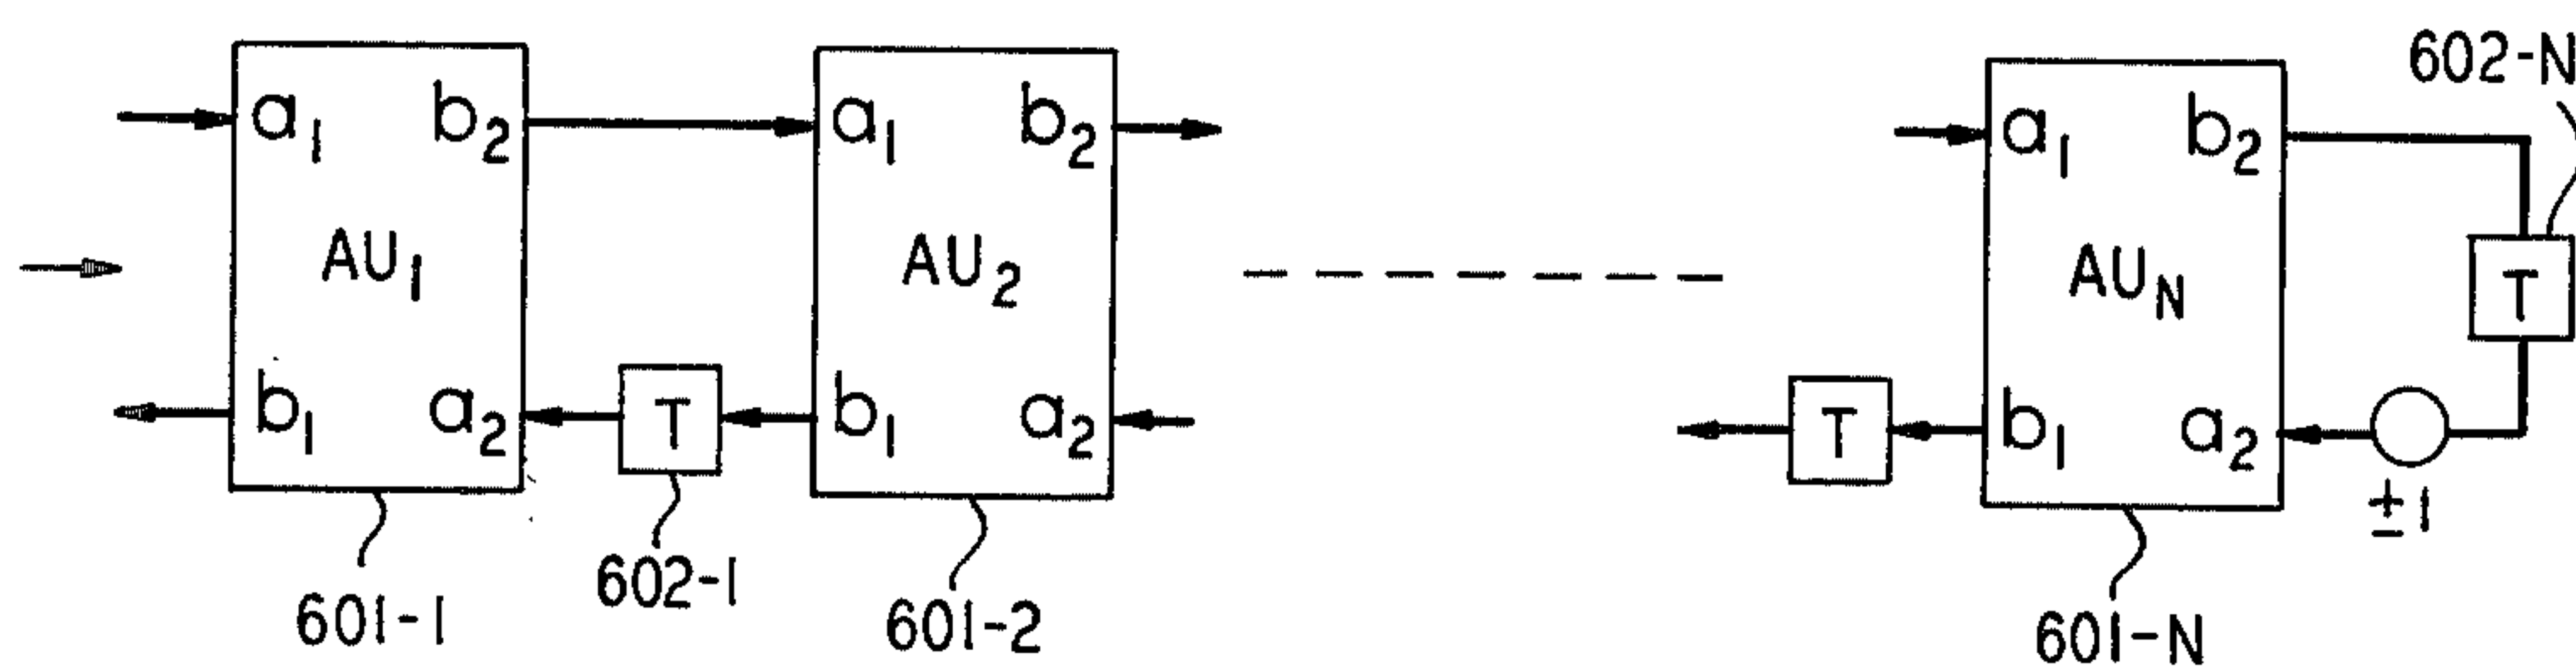 602-N
a1 b2 a1 b2 a1 b2
AU1 AU2 AUN T
b1 a2 T b1 a2 T b1 a2
±1
601-1 602-1 601-2 601-N